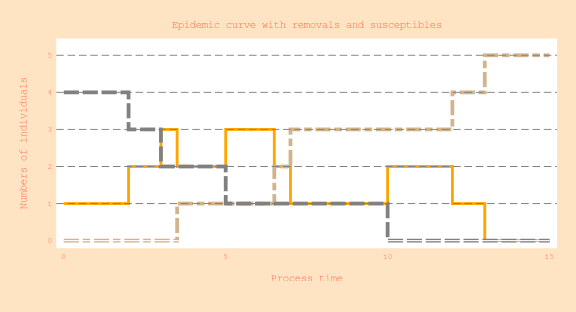 Epidemic curve with removals and susceptibles
Numbers of individuals
5
4
3
2
1
0
0 5 10 15
Process time